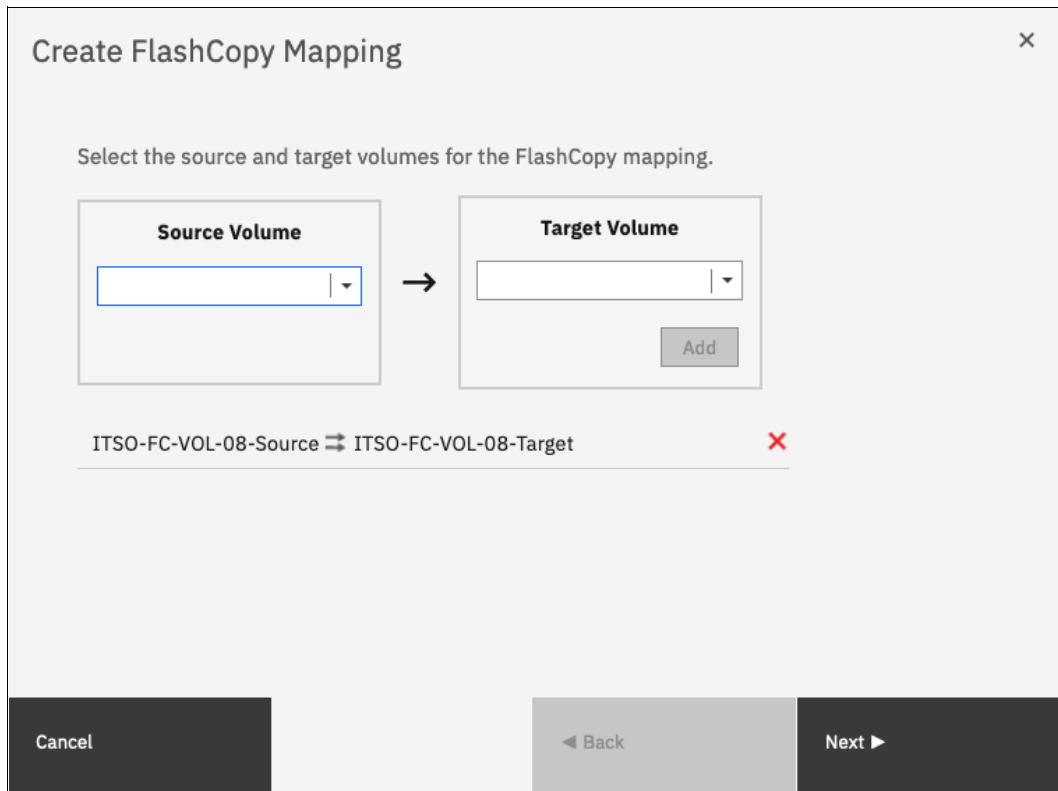 Create FlashCopy Mapping
Select the source and target volumes for the FlashCopy mapping.
Source Volume
Target Volume
Add
ITSO-FC-VOL-08-Source ITSO-FC-VOL-08-Target
Cancel
Back
Next